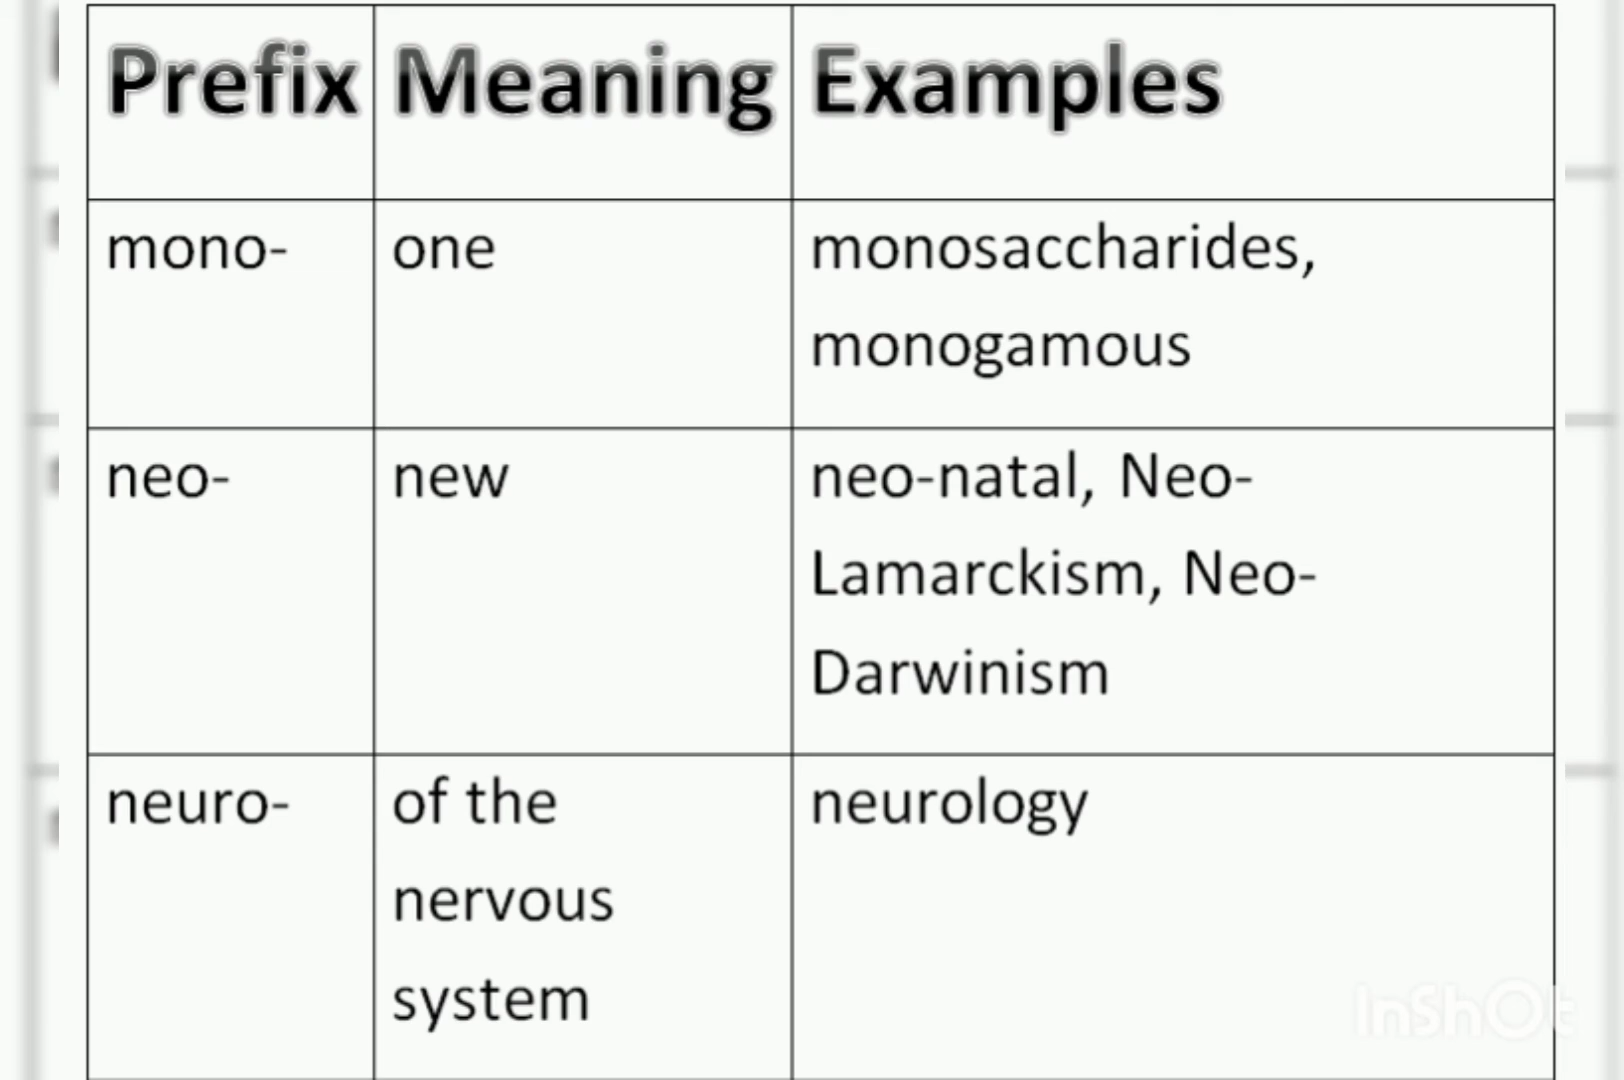 Prefix Meaning Examples
mono- one monosaccharides,
monogamous
neo- new neo-natal, Neo-
Lamarckism, Neo-
Darwinism
neuro- of the neurology
nervous
system
InShOt